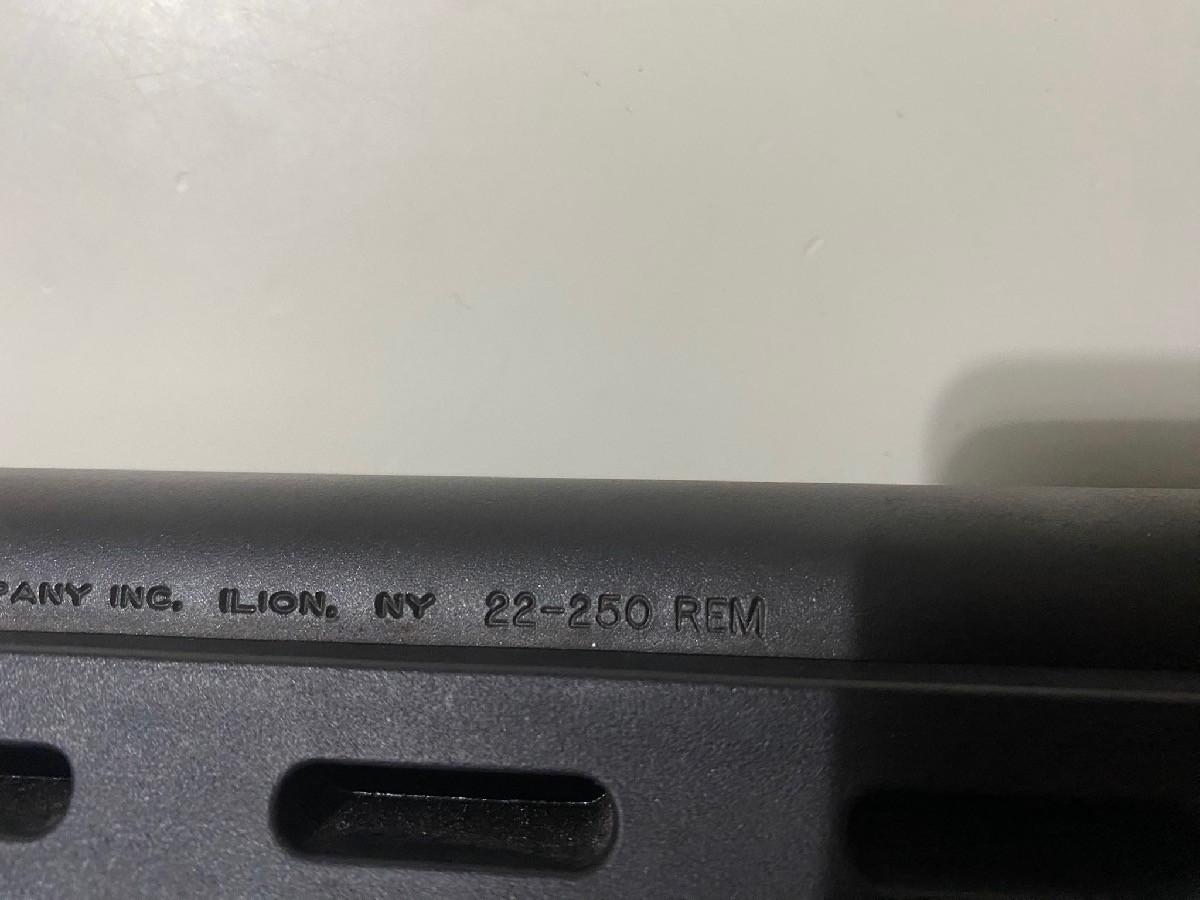 PANY INC. ILION, NY 22-250 REM